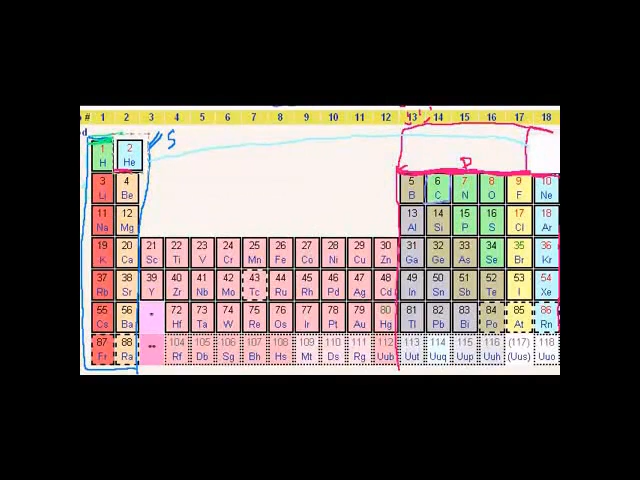 # 1 2 3 4 5 6 7 8 9 10 11 12 13 14 15 16 17 18
d
1 2 S
H He
P
3 4 5 6 7 8 9 10
Li Be B C N O F Ne
11 12 13 14 15 16 17 18
Na Mg Al Si P S Cl Ar
19 20 21 22 23 24 25 26 27 28 29 30 31 32 33 34 35 36
K Ca Sc Ti V Cr Mn Fe Co Ni Cu Zn Ga Ge As Se Br Kr
37 38 39 40 41 42 43 44 45 46 47 48 49 50 51 52 53 54
Rb Sr Y Zr Nb Mo Tc Ru Rh Pd Ag Cd In Sn Sb Te I Xe
55 56 * 72 73 74 75 76 77 78 79 80 81 82 83 84 85 86
Cs Ba Hf Ta W Re Os Ir Pt Au Hg Tl Pb Bi Po At Rn
87 88 ** 104 105 106 107 108 109 110 111 112 113 114 115 116 (117) 118
Fr Ra Rf Db Sg Bh Hs Mt Ds Rg Uub Uut Uuq Uup Uuh (Uus) Uuo